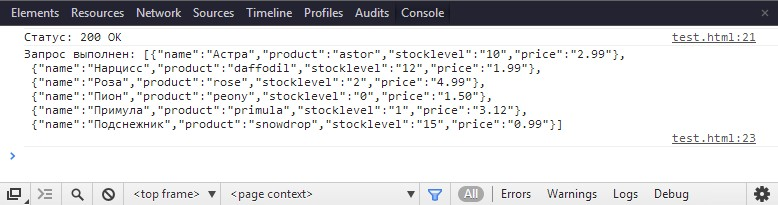 Elements Resources Network Sources Timeline Profiles Audits Console ×
Статус: 200 OK test.html:21
Запрос выполнен: [{"name":"Астра","product":"astor","stocklevel":"10","price":"2.99"},
{"name":"Нарцисс","product":"daffodil","stocklevel":"12","price":"1.99"},
{"name":"Роза","product":"rose","stocklevel":"2","price":"4.99"},
{"name":"Пион","product":"peony","stocklevel":"0","price":"1.50"},
{"name":"Примула","product":"primula","stocklevel":"1","price":"3.12"},
{"name":"Подснежник","product":"snowdrop","stocklevel":"15","price":"0.99"}]
test.html:23
>
<top frame> ▼ <page context> ▼ All Errors Warnings Logs Debug